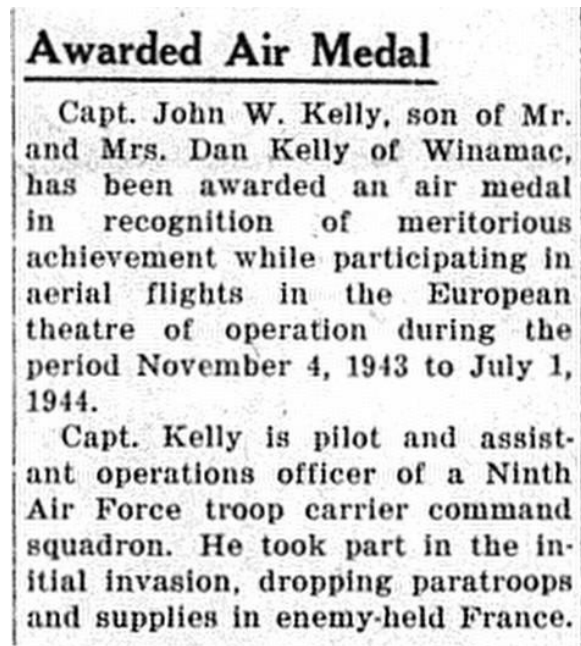 Awarded Air Medal
Capt. John W. Kelly, son of Mr.
and Mrs. Dan Kelly of Winamac,
has been awarded an air medal
in recognition of meritorious
achievement while participating in
aerial flights in the European
theatre of operation during the
period November 4, 1943 to July 1,
1944.
Capt. Kelly is pilot and assist-
ant operations officer of a Ninth
Air Force troop carrier command
squadron. He took part in the in-
itial invasion, dropping paratroops
and supplies in enemy-held France.